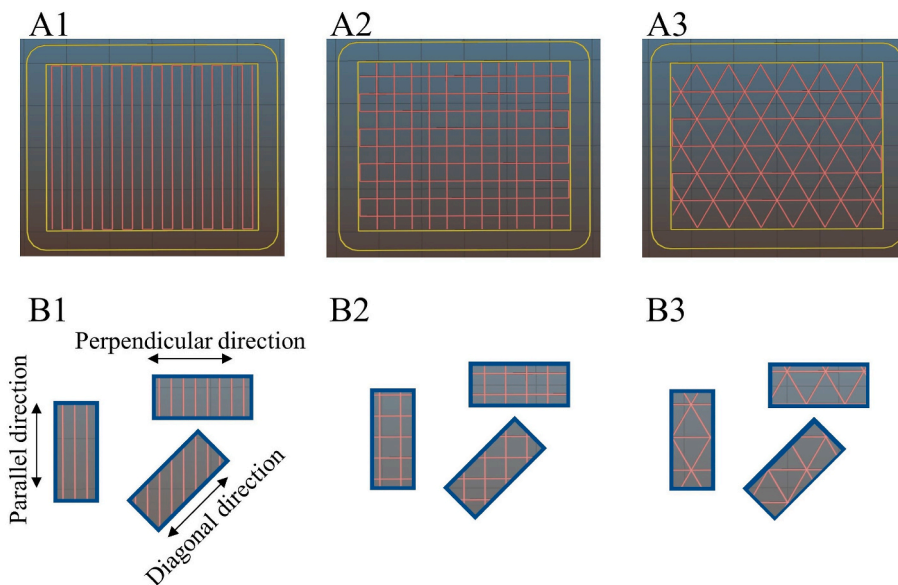 A1
A2
A3
B1
B2
B3
Perpendicular direction
Parallel direction
Diagonal direction